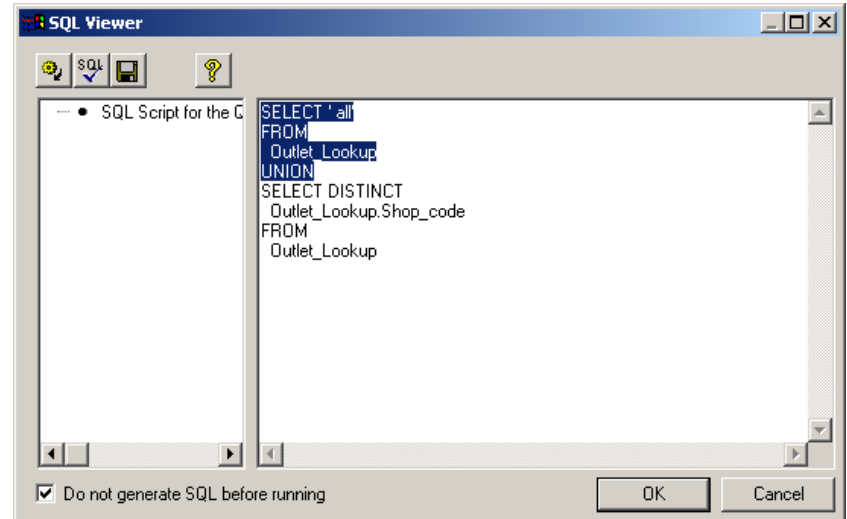 SQL Viewer
SQL
SQL Script for the Q
SELECT ' all'
FROM
Outlet_Lookup
UNION
SELECT DISTINCT
Outlet_Lookup.Shop_code
FROM
Outlet_Lookup
Do not generate SQL before running
OK
Cancel